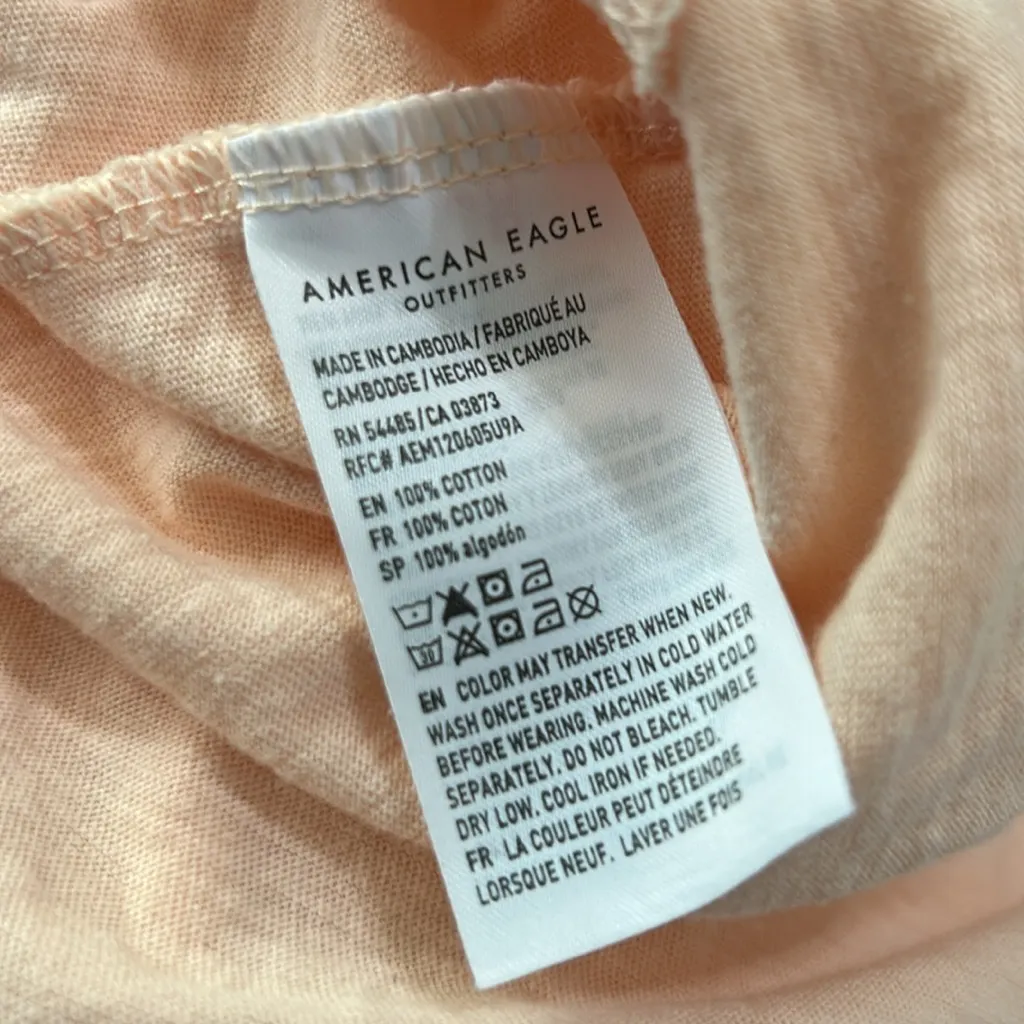 AMERICAN EAGLE
OUTFITTERS
MADE IN CAMBODIA / FABRIQUÉ AU
CAMBODGE / HECHO EN CAMBOYA
RN 54485 / CA 03873
RFC# AEM120605U9A
EN 100% COTTON
FR 100% COTON
SP 100% algodón
30
EN COLOR MAY TRANSFER WHEN NEW.
WASH ONCE SEPARATELY IN COLD WATER
BEFORE WEARING. MACHINE WASH COLD
SEPARATELY. DO NOT BLEACH. TUMBLE
DRY LOW. COOL IRON IF NEEDED.
FR LA COULEUR PEUT DÉTEINDRE
LORSQUE NEUF. LAVER UNE FOIS